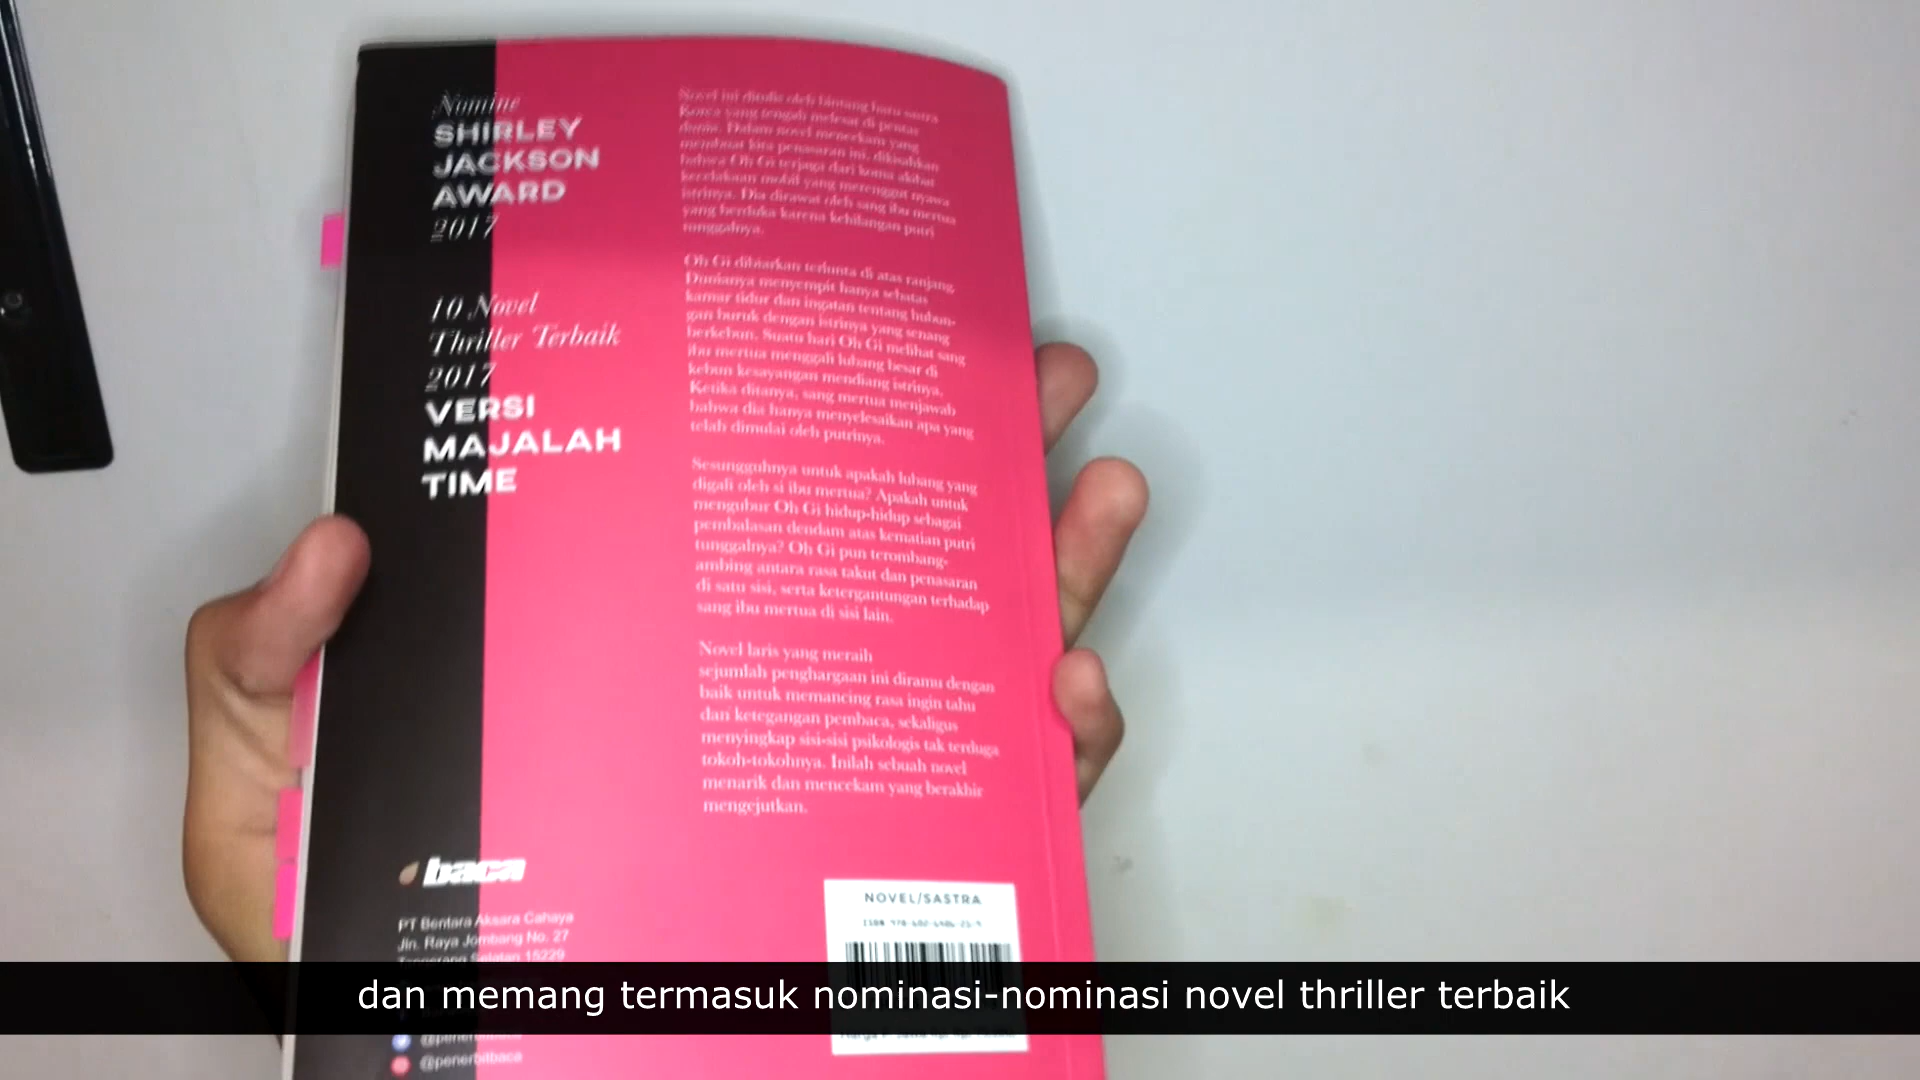 Nomine
SHIRLEY
JACKSON
AWARD
2017
10 Novel
Thriller Terbaik
2017
VERSI
MAJALAH
TIME
Novel ini ditulis oleh bintang baru sastra
Korea yang tengah melesat di pentas
dunia. Dalam novel mencekam yang
membuat kita penasaran ini, dikisahkan
bahwa Oh Gi terjaga dari koma akibat
kecelakaan mobil yang merenggut nyawa
istrinya. Dia dirawat oleh sang ibu mertua
yang berduka karena kehilangan putri
tunggalnya.
Oh Gi dibiarkan terlunta di atas ranjang.
Dunianya menyempit hanya sebatas
kamar tidur dan ingatan tentang hubun-
gan buruk dengan istrinya yang senang
berkebun. Suatu hari Oh Gi melihat sang
ibu mertua menggali lubang besar di
kebun kesayangan mendiang istrinya.
Ketika ditanya, sang mertua menjawab
bahwa dia hanya menyelesaikan apa yang
telah dimulai oleh putrinya.
Sesungguhnya untuk apakah lubang yang
digali oleh si ibu mertua? Apakah untuk
mengubur Oh Gi hidup-hidup sebagai
pembalasan dendam atas kematian putri
tunggalnya? Oh Gi pun terombang-
ambing antara rasa takut dan penasaran
di satu sisi, serta ketergantungan terhadap
sang ibu mertua di sisi lain.
Novel laris yang meraih
sejumlah penghargaan ini diramu dengan
baik untuk memancing rasa ingin tahu
dan ketegangan pembaca, sekaligus
menyingkap sisi-sisi psikologis tak terduga
tokoh-tokohnya. Inilah sebuah novel
menarik dan mencekam yang berakhir
mengejutkan.
baca
PT Bentara Aksara Cahaya
Jln. Raya Jombang No. 27
Tangerang Selatan 15229
@penerbitbaca
@penerbitbaca
NOVEL/SASTRA
dan memang termasuk nominasi-nominasi novel thriller terbaik